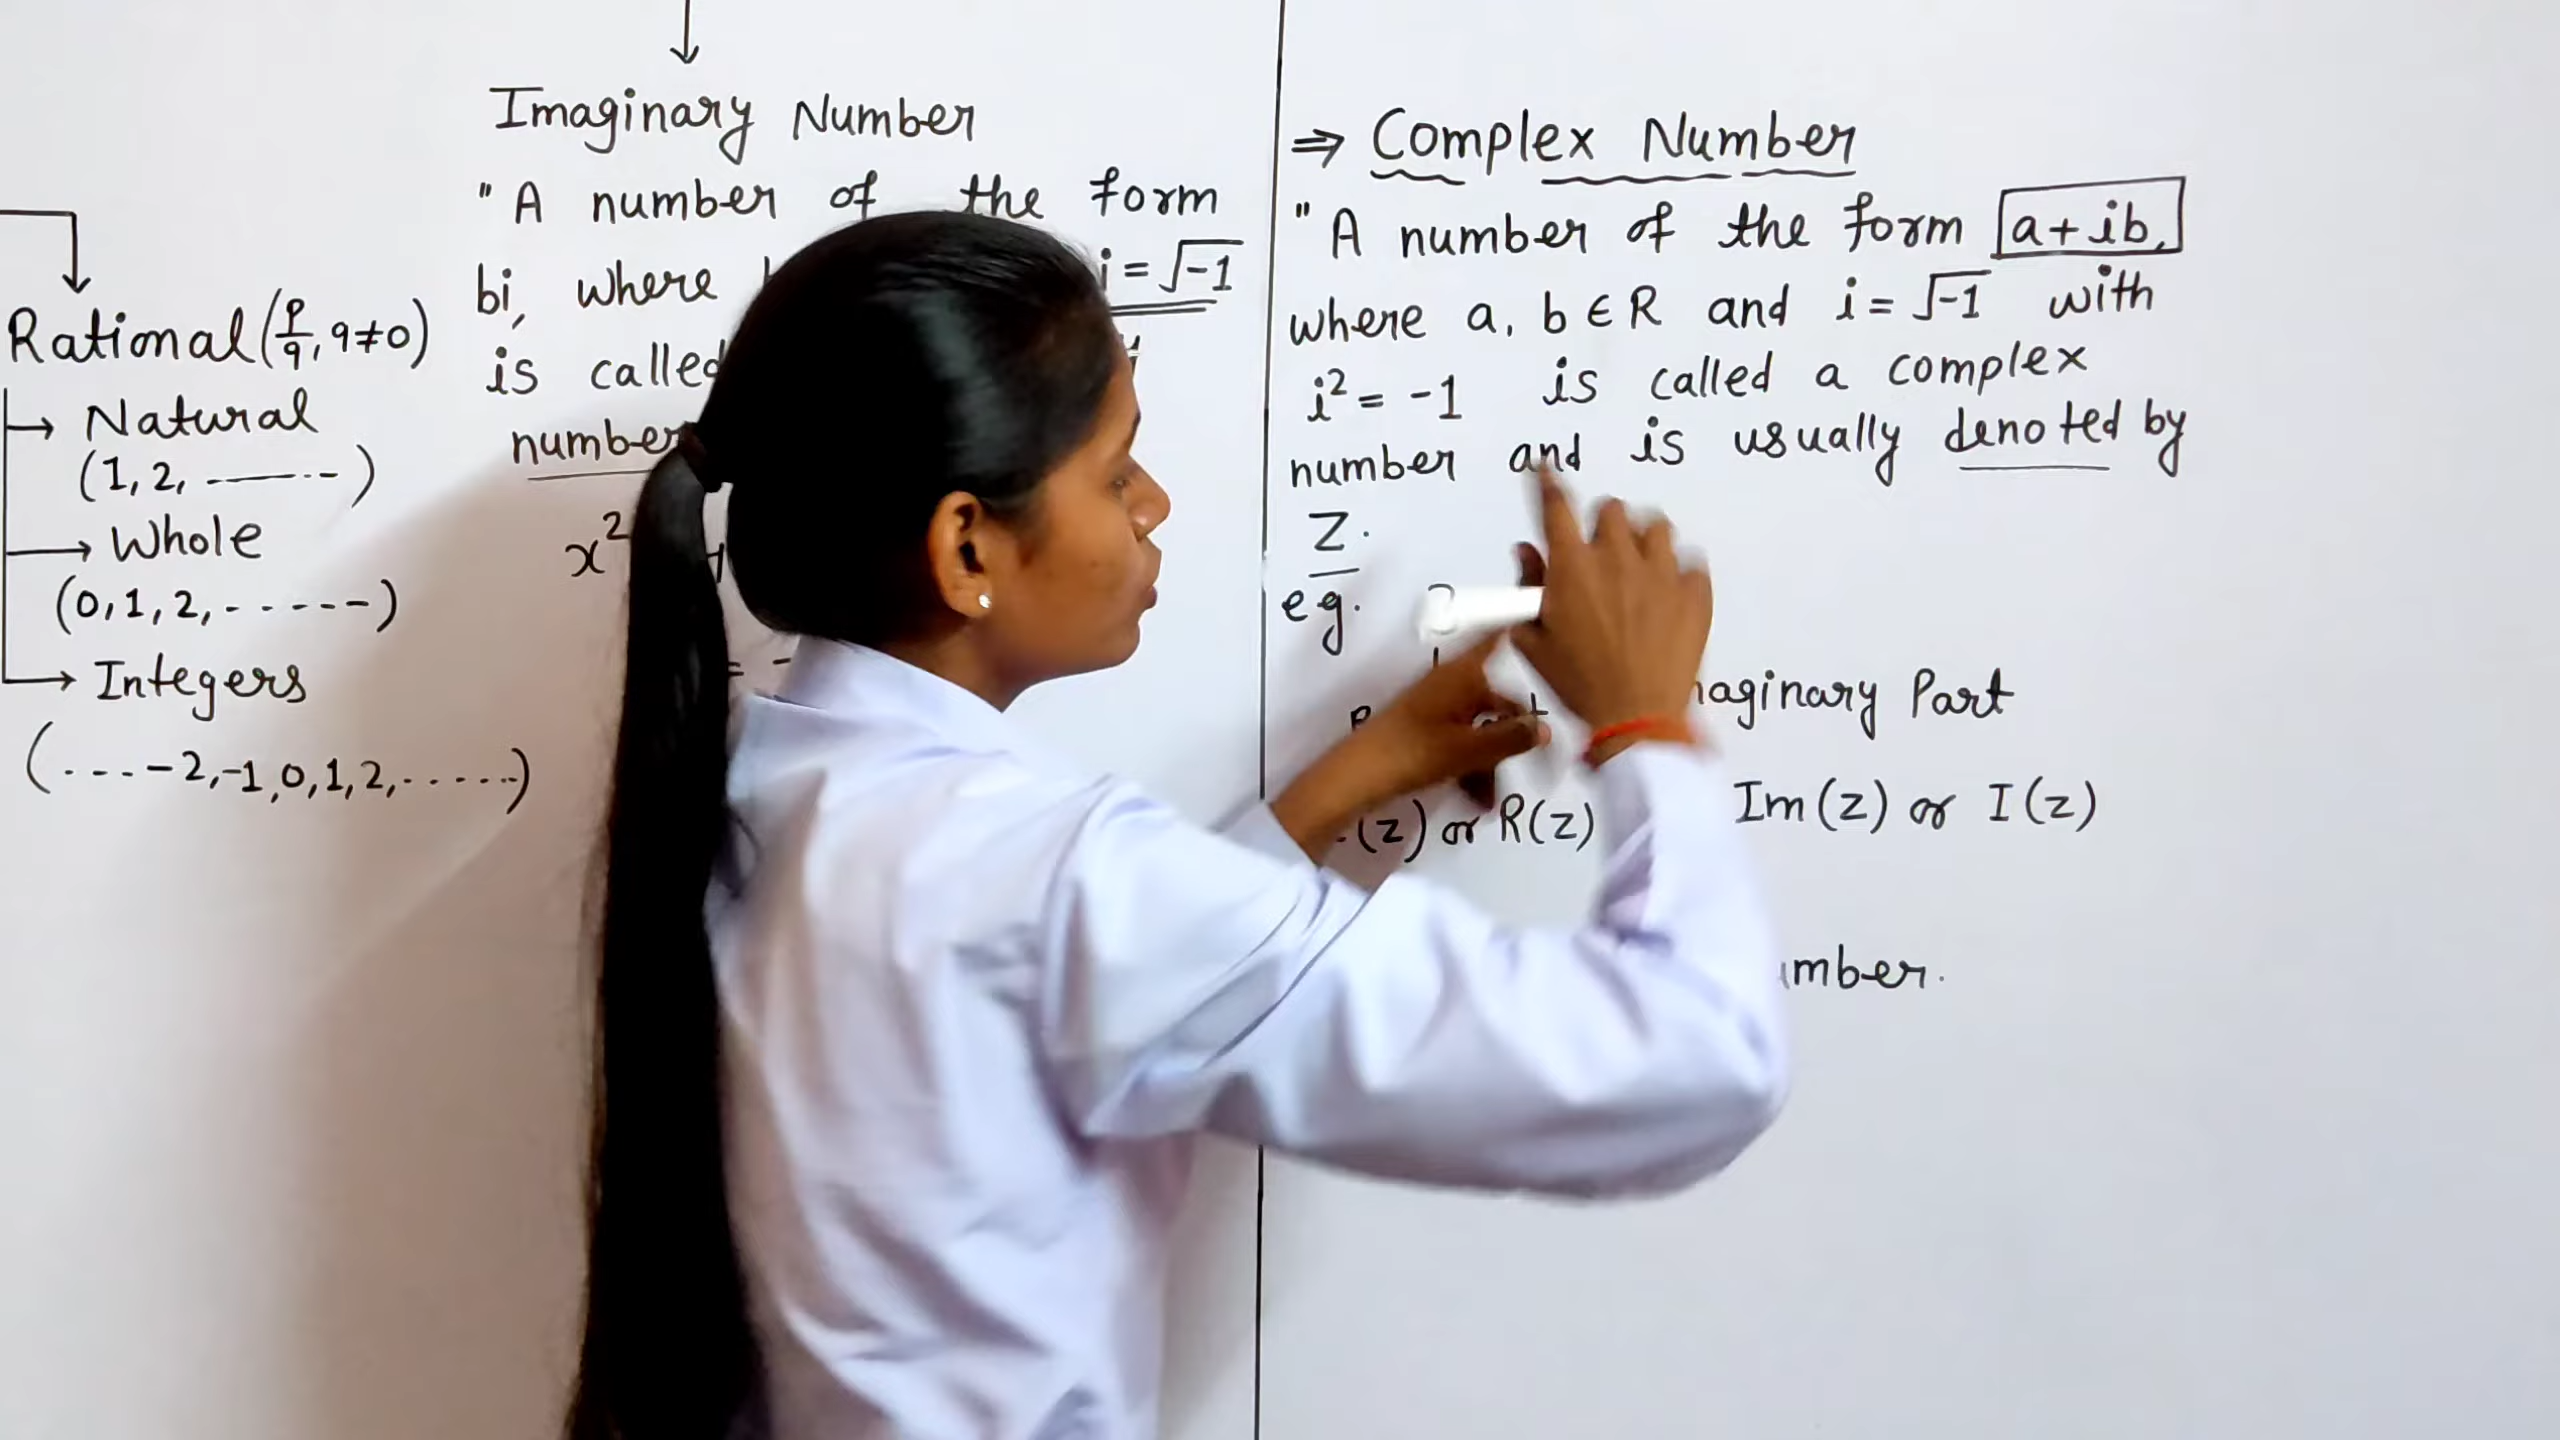 Rational (p/q, q≠0)
Natural
(1, 2, ------)
Whole
(0, 1, 2, ------)
Integers
(....-2, -1, 0, 1, 2, .....)
Imaginary Number
" A number of the form
bi, where i = √-1
is called
number
x²
= -
⇒ Complex Number
" A number of the form a+ib,
where a, b ∈ R and i = √-1 with
i² = -1 is called a complex
number and is usually denoted by
Z.
eg.
Part
(z) or R(z)
Im(z) or I(z)